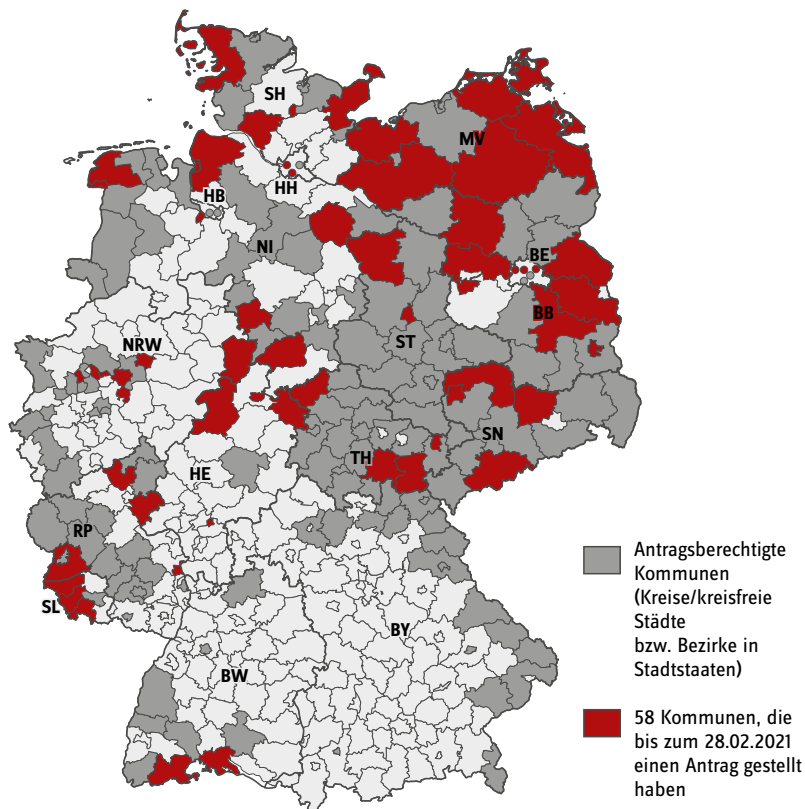 SH
MV
HB
HH
NI
BE
BB
NRW
ST
SN
TH
HE
RP
SL
BY
BW
Antragsberechtigte
Kommunen
(Kreise/kreisfreie
Städte
bzw. Bezirke in
Stadtstaaten)
58 Kommunen, die
bis zum 28.02.2021
einen Antrag gestellt
haben